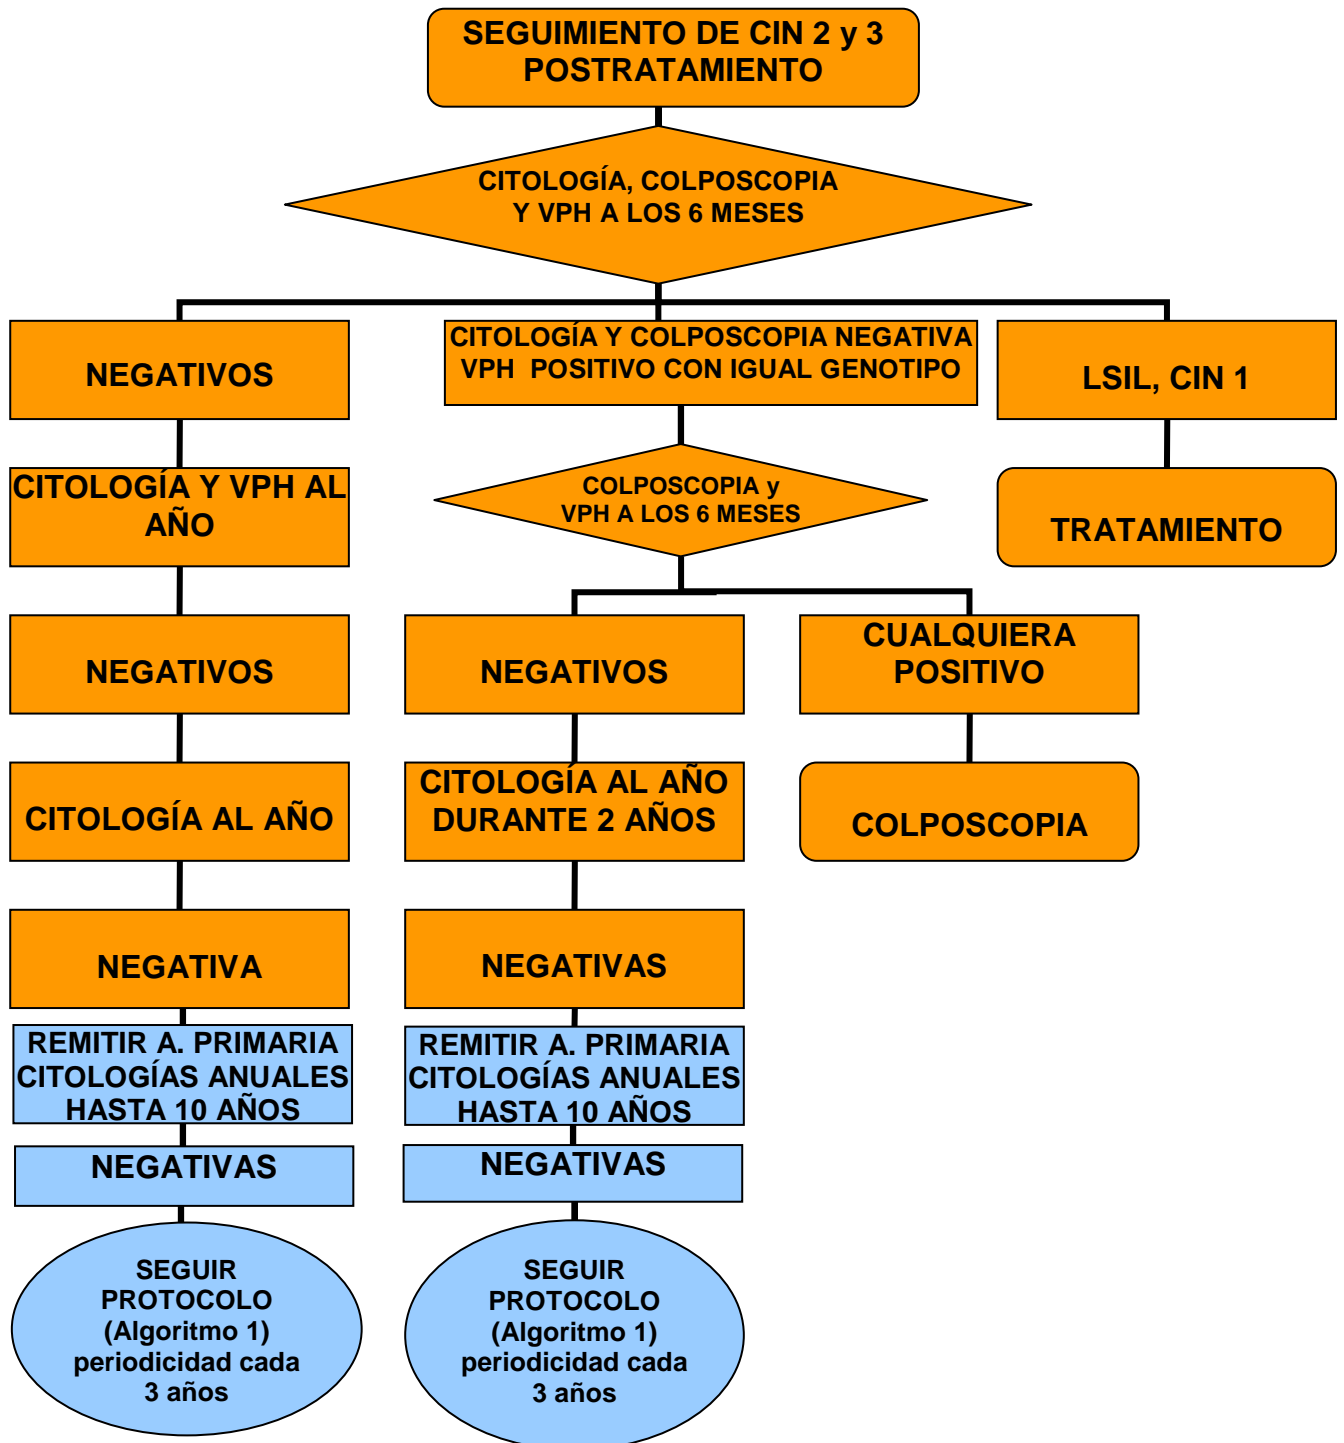 SEGUIMIENTO DE CIN 2 y 3
POSTRATAMIENTO
CITOLOGÍA, COLPOSCOPIA
Y VPH A LOS 6 MESES
NEGATIVOS
CITOLOGÍA Y COLPOSCOPIA NEGATIVA
VPH POSITIVO CON IGUAL GENOTIPO
LSIL, CIN 1
CITOLOGÍA Y VPH AL
AÑO
COLPOSCOPIA y
VPH A LOS 6 MESES
TRATAMIENTO
NEGATIVOS
NEGATIVOS
CUALQUIERA
POSITIVO
CITOLOGÍA AL AÑO
CITOLOGÍA AL AÑO
DURANTE 2 AÑOS
COLPOSCOPIA
NEGATIVA
NEGATIVAS
REMITIR A. PRIMARIA
CITOLOGÍAS ANUALES
HASTA 10 AÑOS
REMITIR A. PRIMARIA
CITOLOGÍAS ANUALES
HASTA 10 AÑOS
NEGATIVAS
NEGATIVAS
SEGUIR
PROTOCOLO
(Algoritmo 1)
periodicidad cada
3 años
SEGUIR
PROTOCOLO
(Algoritmo 1)
periodicidad cada
3 años